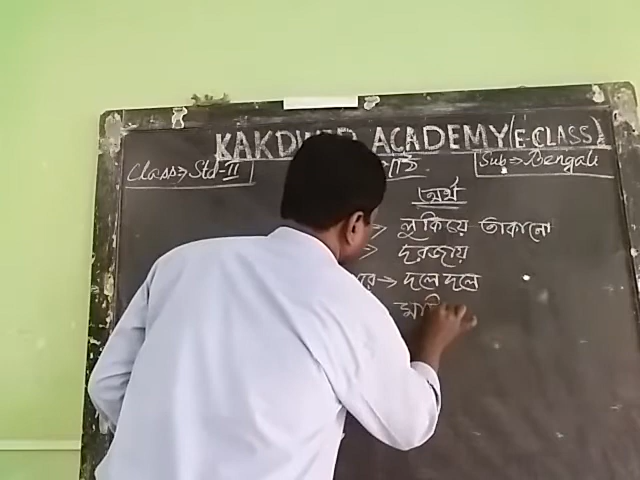 KAKDWIP ACADEMY (E-CLASS)
Class → Std-II
Sub → Bengali
অর্থ
→ লুকিয়ে তাকানো
→ দরজায়
→ দলে দলে